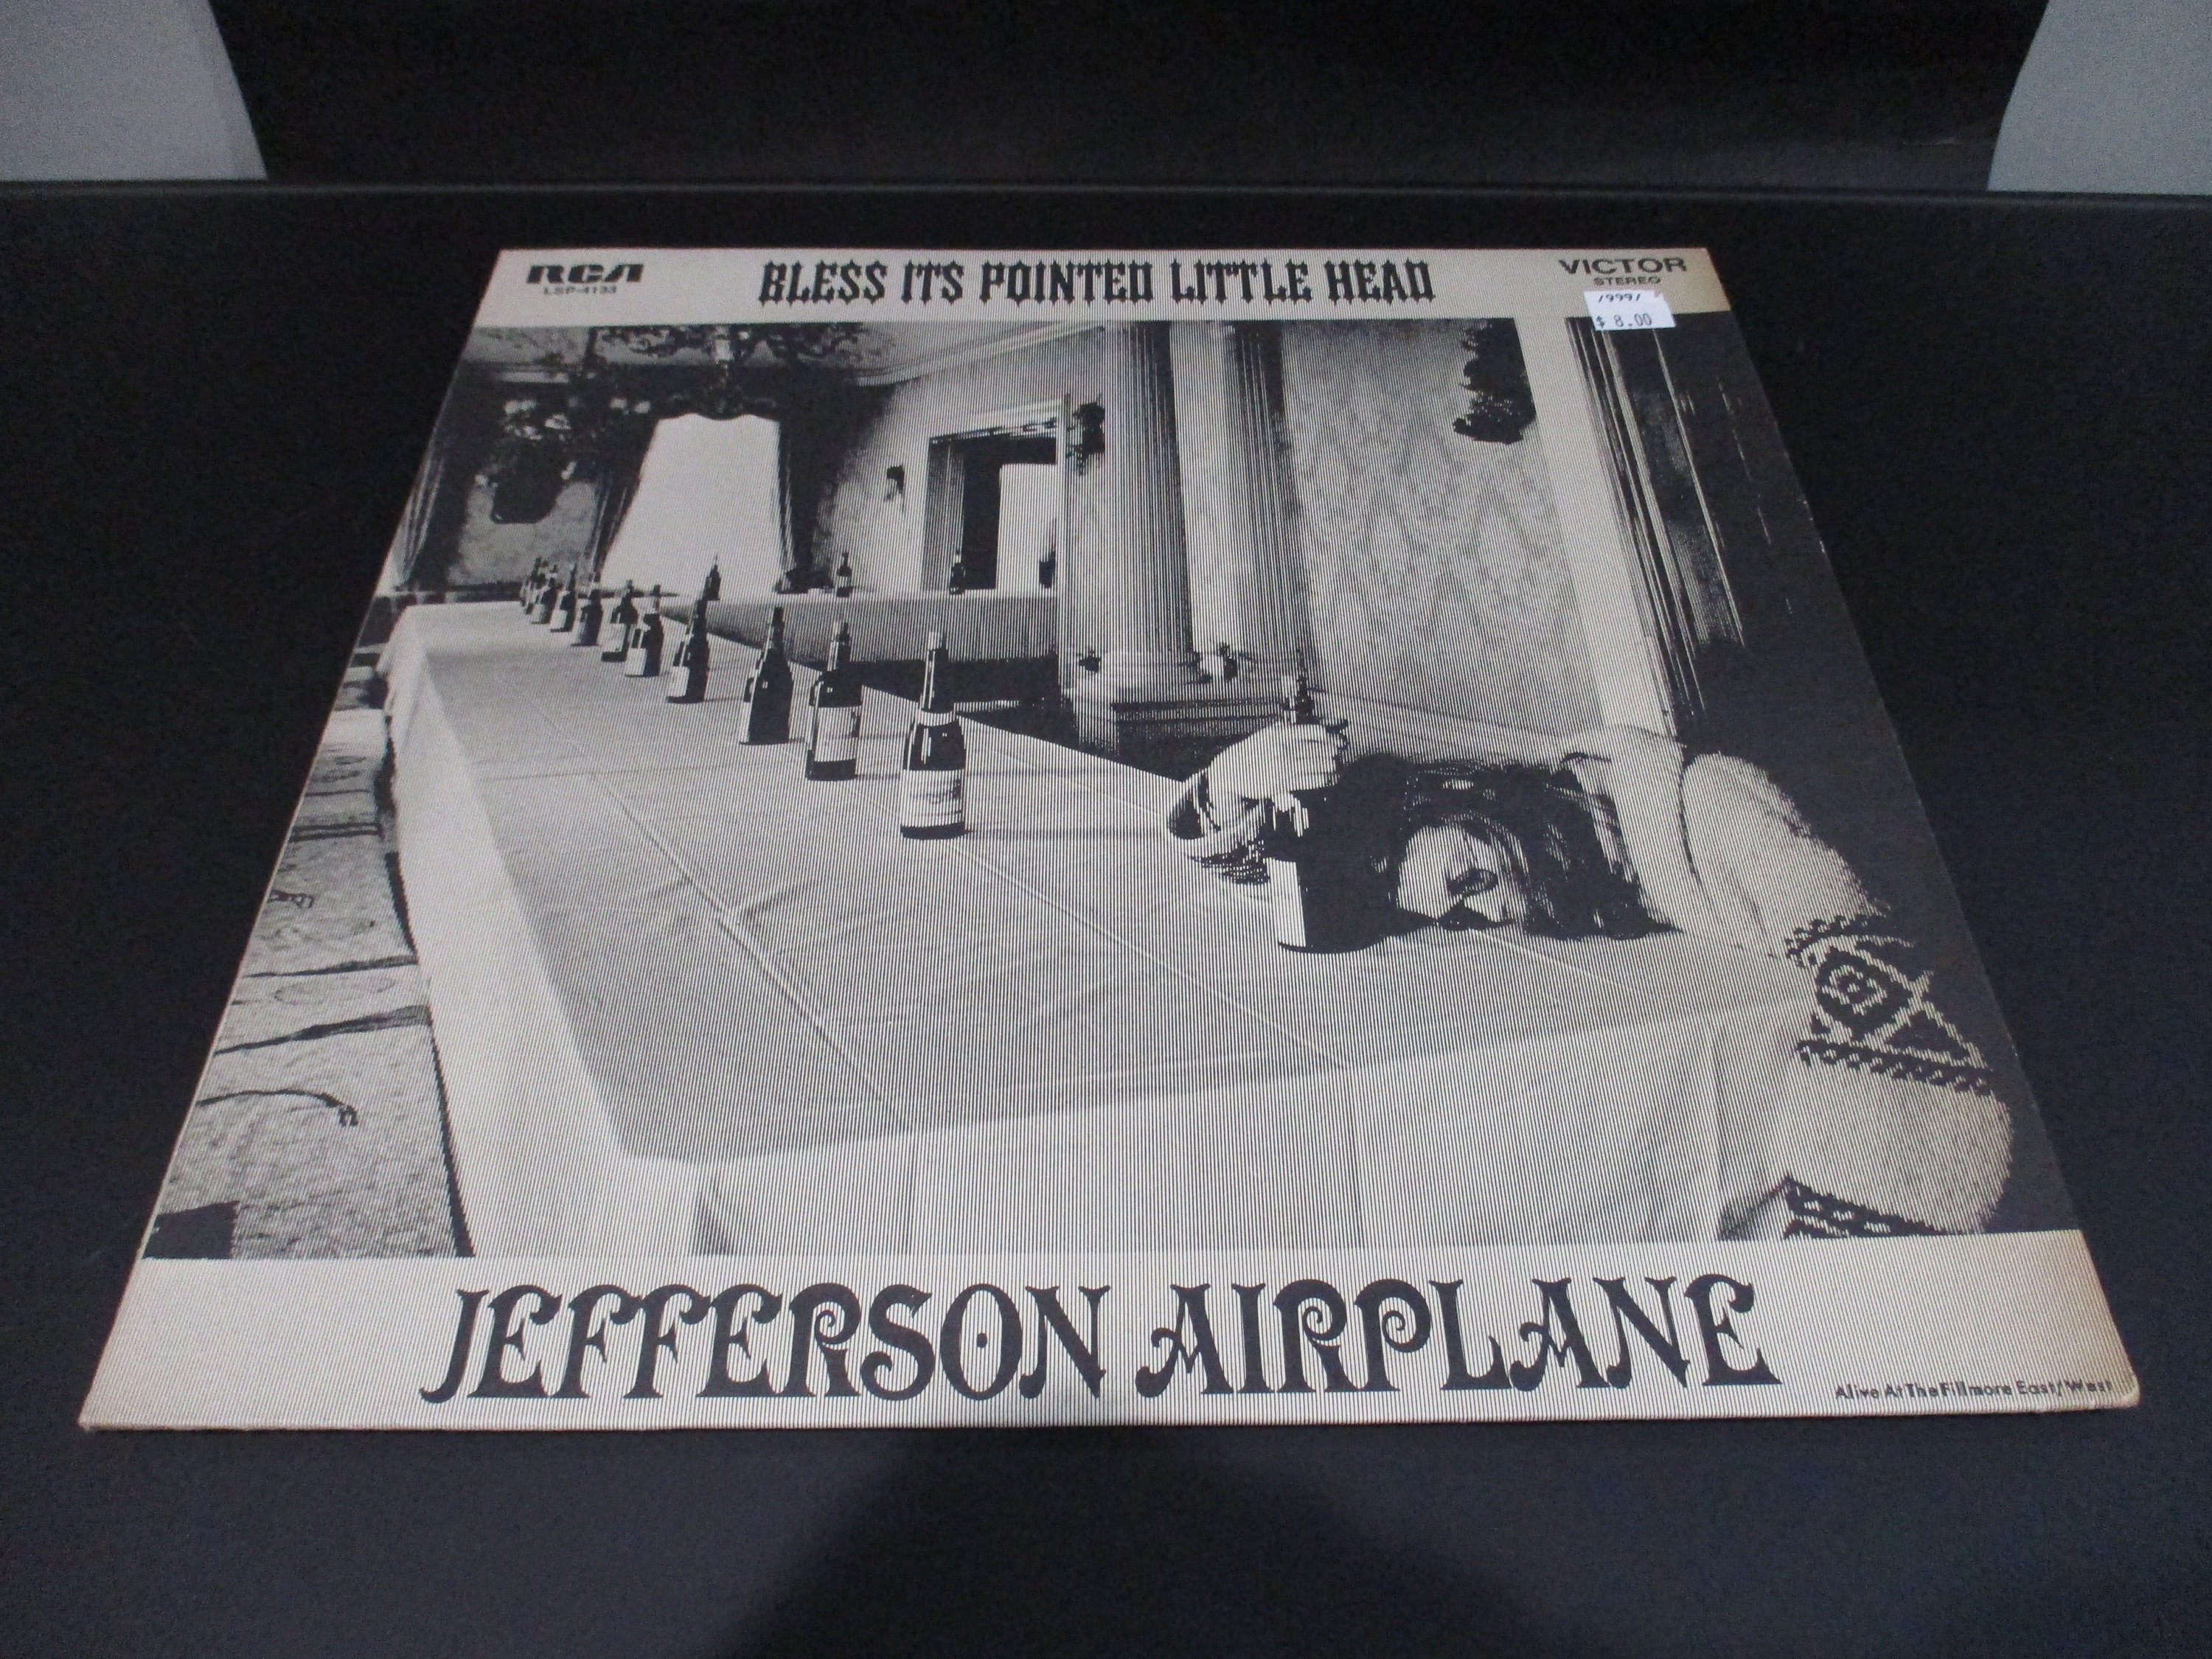 RCA
LSP-4133
BLESS ITS POINTED LITTLE HEAD
VICTOR
STEREO
/999/
$ 8.00
JEFFERSON AIRPLANE
Alive At The Fillmore East/West